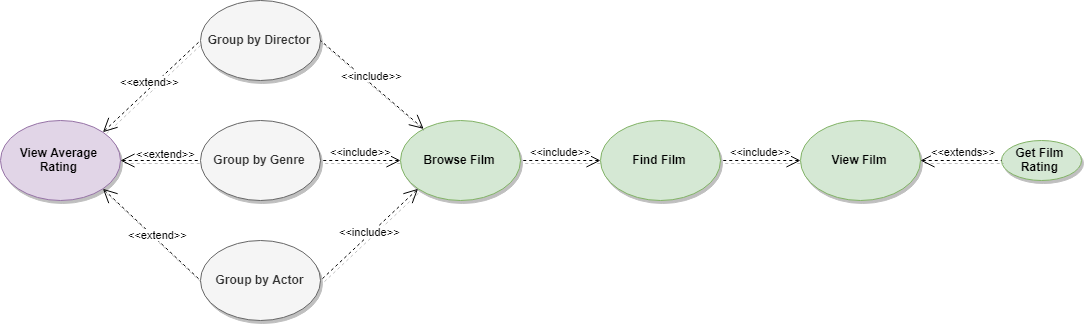 Group by Director
<<extend>>
<<include>>
View Average
Rating
<<extend>>
Group by Genre
<<include>>
Browse Film
<<include>>
Find Film
<<include>>
View Film
<<extends>>
Get Film
Rating
<<extend>>
<<include>>
Group by Actor